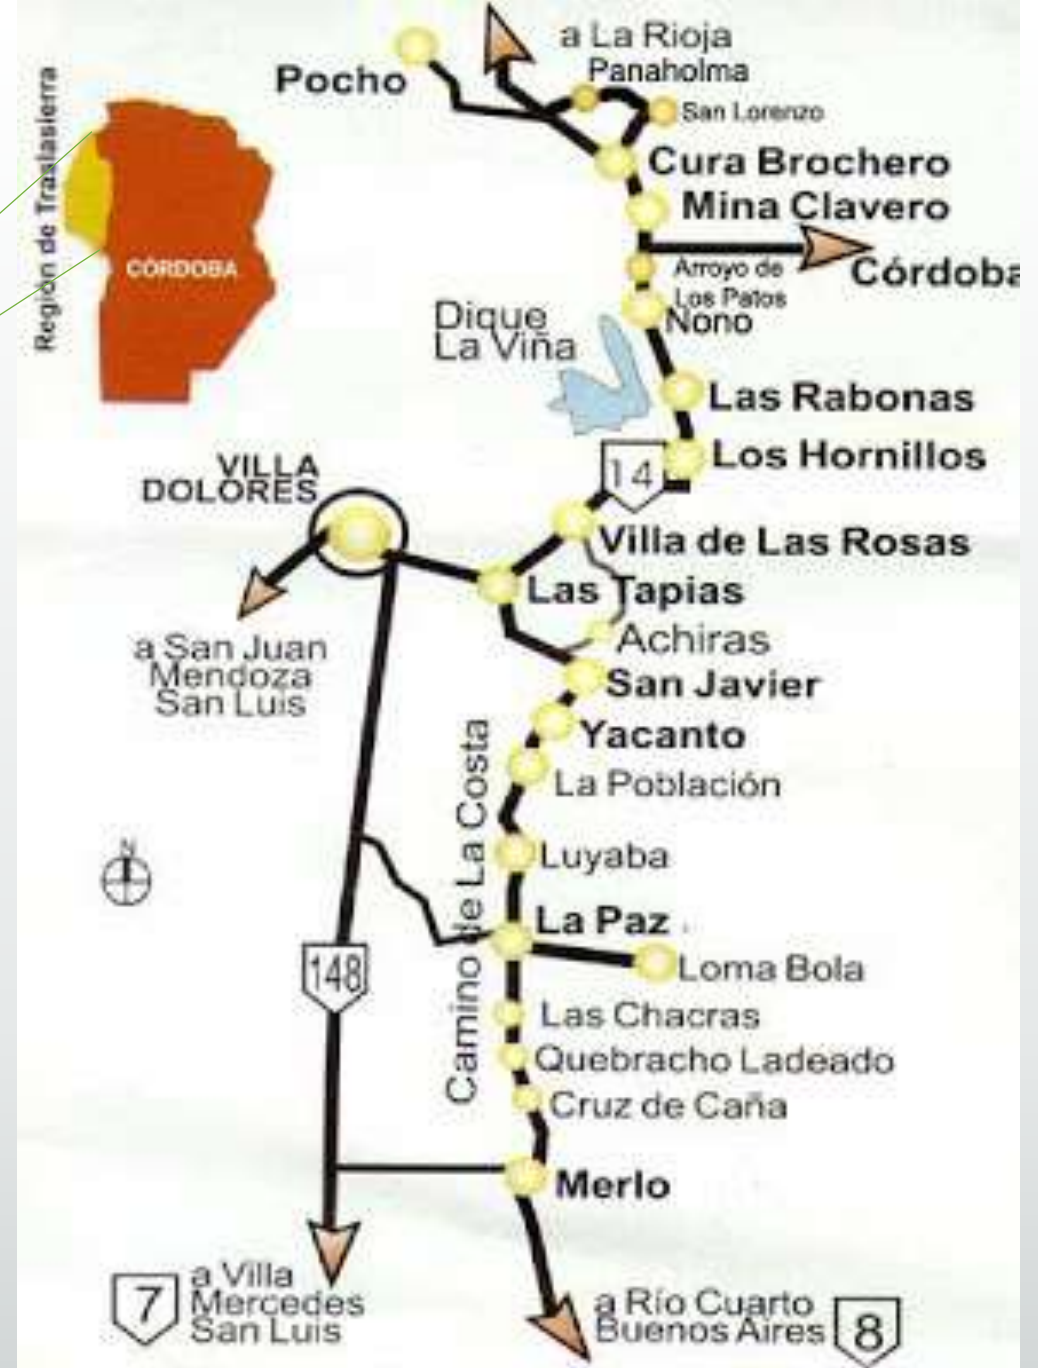 Región de Traslasierra
CÓRDOBA
a La Rioja
Pocho
Panaholma
San Lorenzo
Cura Brochero
Mina Clavero
Córdoba
Arroyo de
Los Patos
Nono
Dique
La Viña
Las Rabonas
Los Hornillos
14
VILLA
DOLORES
Villa de Las Rosas
Las Tapias
Achiras
a San Juan
Mendoza
San Luis
San Javier
Yacanto
La Población
Camino de La Costa
Luyaba
N
La Paz
Loma Bola
148
Las Chacras
Quebracho Ladeado
Cruz de Caña
Merlo
7
a Villa
Mercedes
San Luis
a Río Cuarto
Buenos Aires
8